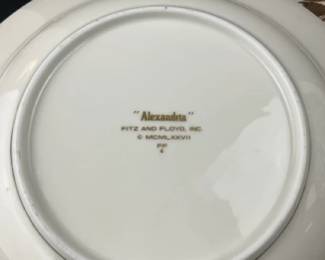 "Alexandria"
FITZ AND FLOYD, INC.
© MCMLXXVII
FF